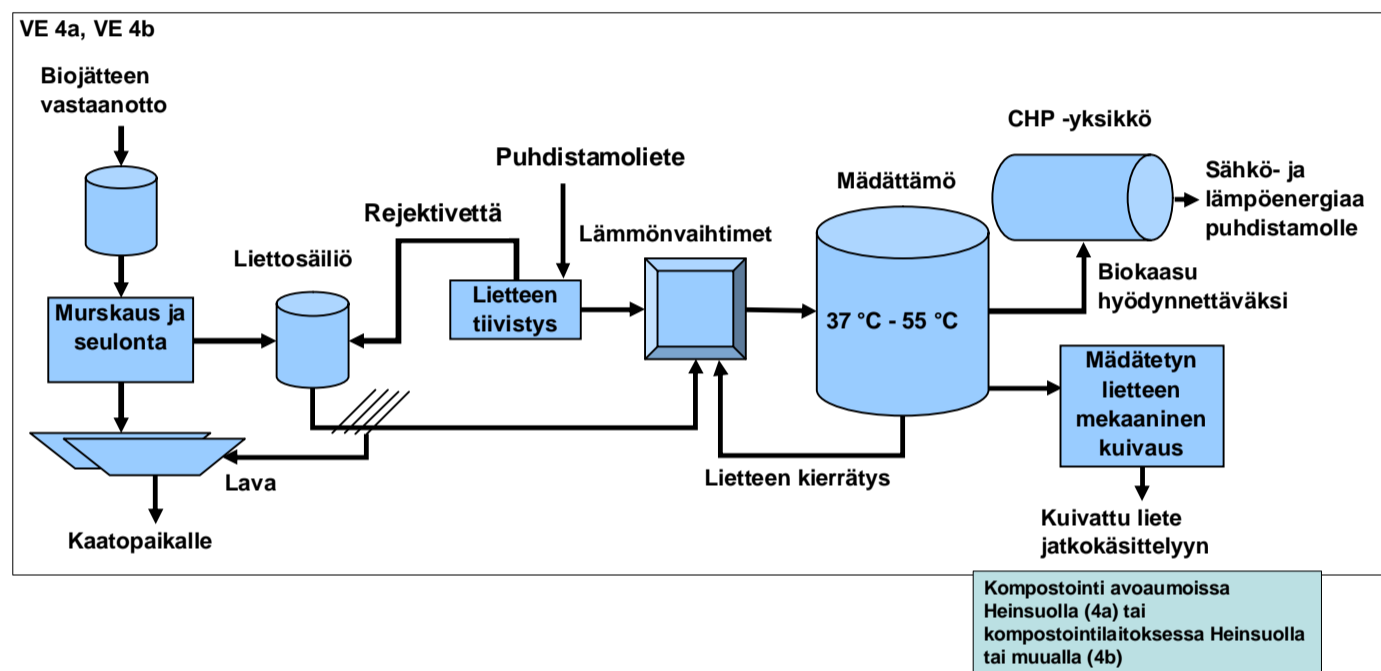 VE 4a, VE 4b
Biojätteen
vastaanotto
Murskaus ja
seulonta
Lava
Kaatopaikalle
Liettosäiliö
Rejektivettä
Puhdistamoliete
Lietteen
tiivistys
Lämmönvaihtimet
Mädättämö
37 °C - 55 °C
Lietteen kierrätys
CHP -yksikkö
Sähkö- ja
lämpöenergiaa
puhdistamolle
Biokaasu
hyödynnettäväksi
Mädätetyn
lietteen
mekaaninen
kuivaus
Kuivattu liete
jatkokäsittelyyn
Kompostointi avoaumoissa
Heinsuolla (4a) tai
kompostointilaitoksessa Heinsuolla
tai muualla (4b)